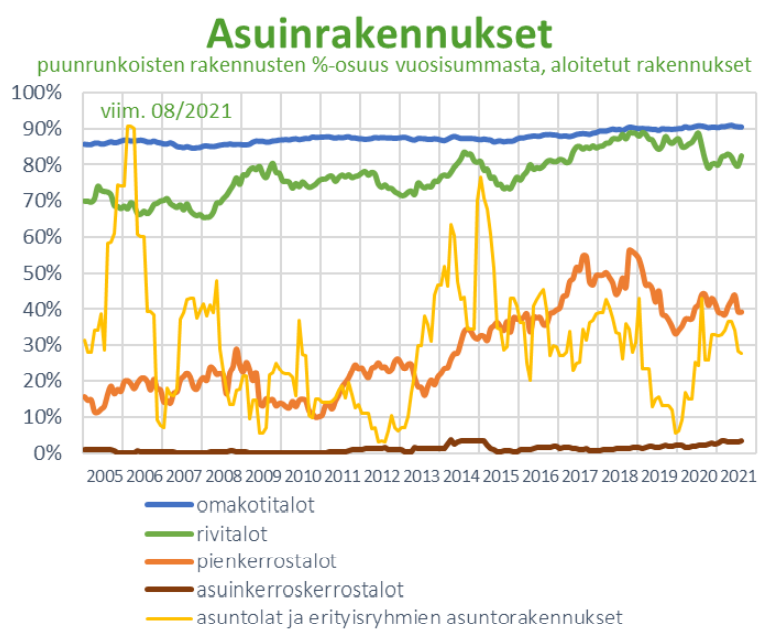 Asuinrakennukset
puunrunkoisten rakennusten %-osuus vuosisummasta, aloitetut rakennukset
100%
viim. 08/2021
90%
80%
70%
60%
50%
40%
30%
20%
10%
0%
2005 2006 2007 2008 2009 2010 2011 2012 2013 2014 2015 2016 2017 2018 2019 2020 2021
omakotitalot
rivitalot
pienkerrostalot
asuinkerroskerrostalot
asuntolat ja erityisryhmien asuntorakennukset